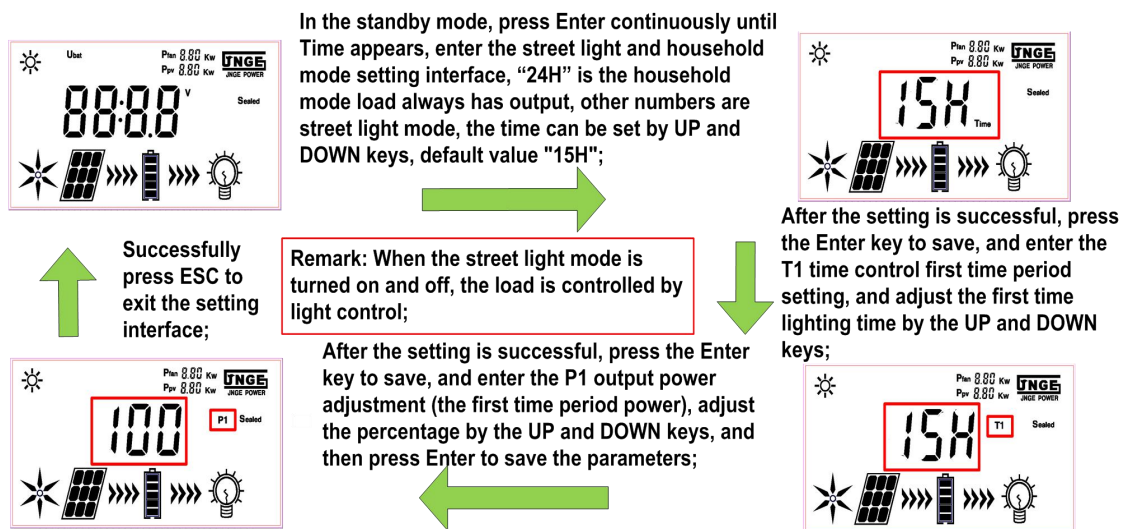 In the standby mode, press Enter continuously until
Time appears, enter the street light and household
mode setting interface, “24H” is the household
mode load always has output, other numbers are
street light mode, the time can be set by UP and
DOWN keys, default value "15H";
Ubat
Pfan 8.80 Kw
Ppv 8.80 Kw
JNGE
JNGE POWER
88:8.8 V
Sealed
Pfan 8.80 Kw
Ppv 8.80 Kw
JNGE
JNGE POWER
15H Time
Sealed
After the setting is successful, press
the Enter key to save, and enter the
T1 time control first time period
setting, and adjust the first time
lighting time by the UP and DOWN
keys;
Successfully
press ESC to
exit the setting
interface;
Remark: When the street light mode is
turned on and off, the load is controlled by
light control;
After the setting is successful, press the Enter
key to save, and enter the P1 output power
adjustment (the first time period power), adjust
the percentage by the UP and DOWN keys, and
then press Enter to save the parameters;
Pfan 8.80 Kw
Ppv 8.80 Kw
JNGE
JNGE POWER
100
P1 Sealed
Pfan 8.80 Kw
Ppv 8.80 Kw
JNGE
JNGE POWER
15H
T1 Sealed